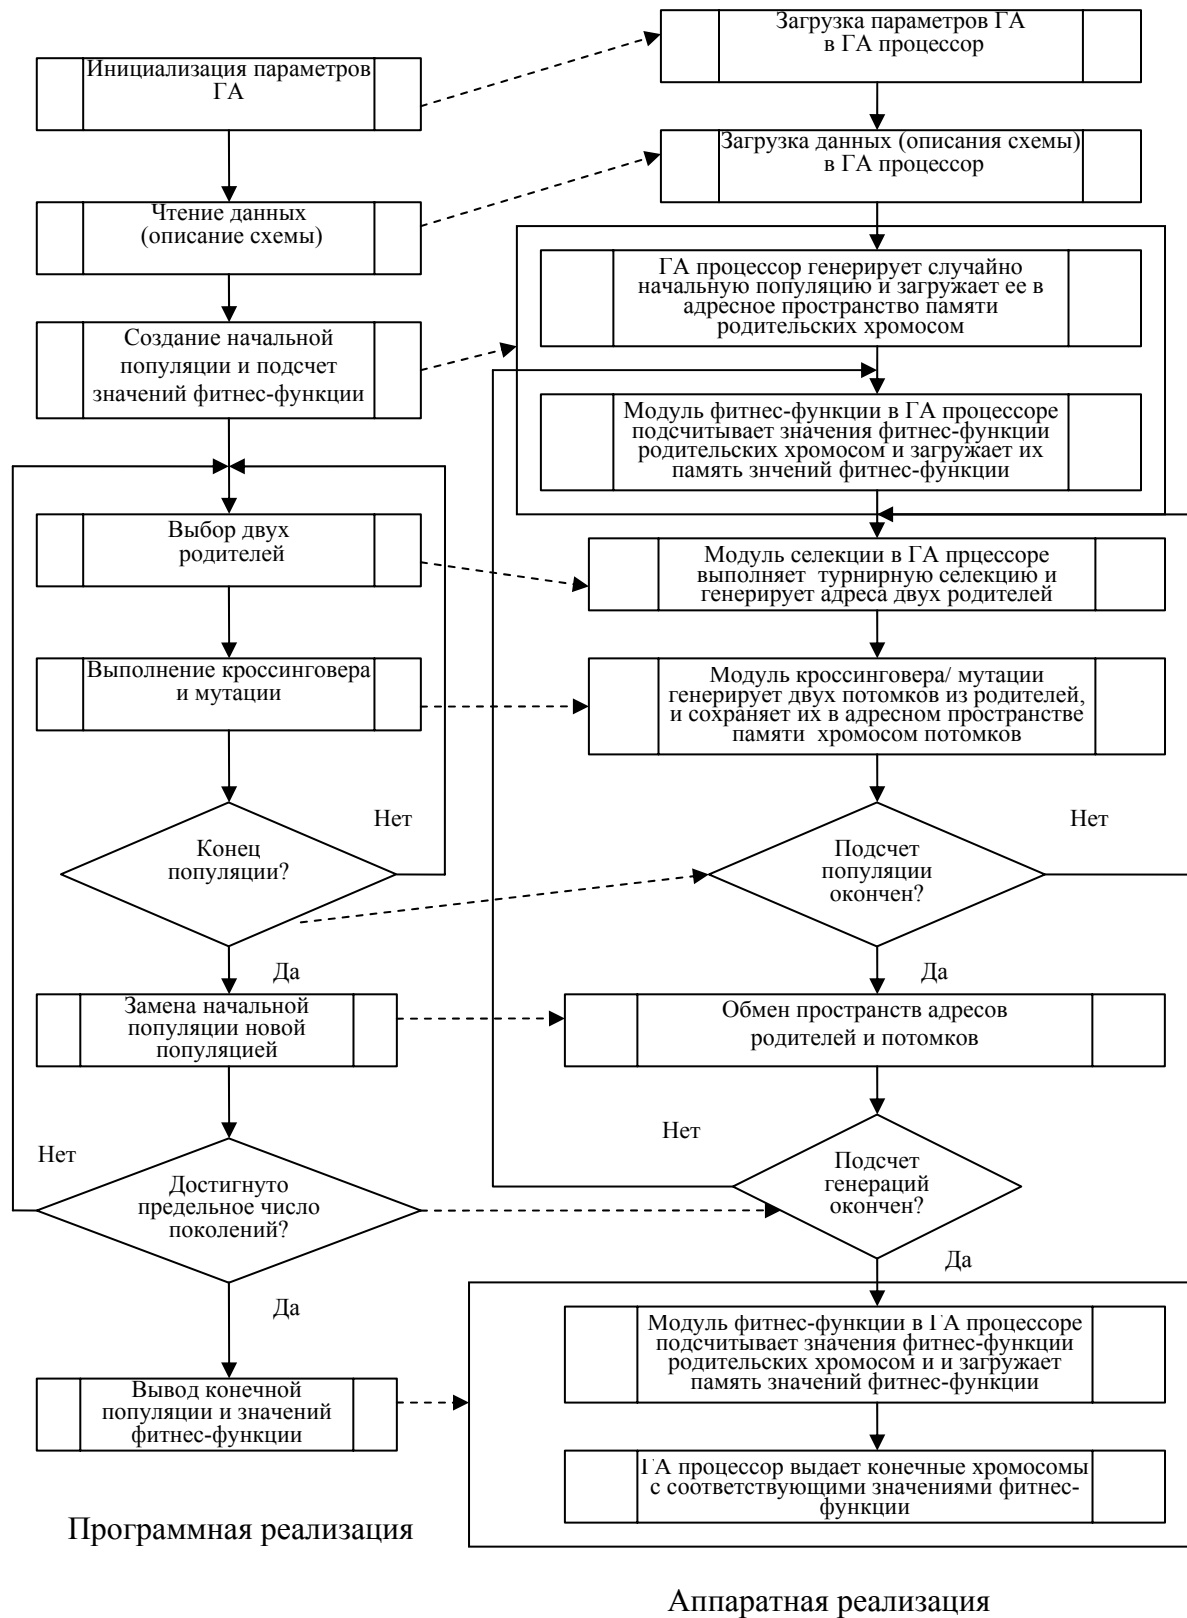 Инициализация параметров
ГА
Чтение данных
(описание схемы)
Создание начальной
популяции и подсчет
значений фитнес-функции
Выбор двух
родителей
Выполнение кроссинговера
и мутации
Нет
Конец
популяции?
Да
Замена начальной
популяции новой
популяцией
Нет
Достигнуто
предельное число
поколений?
Да
Вывод конечной
популяции и значений
фитнес-функции
Программная реализация
Загрузка параметров ГА
в ГА процессор
Загрузка данных (описания схемы)
в ГА процессор
ГА процессор генерирует случайно
начальную популяцию и загружает ее в
адресное пространство памяти
родительских хромосом
Модуль фитнес-функции в ГА процессоре
подсчитывает значения фитнес-функции
родительских хромосом и загружает их
память знчений фитнес-функции
Модуль селекции в ГА прцессоре
выполняет турнирную селекцию и
генерирует адреса двух родителей
Модуль кроссинговера/ мутации
генерирует двух потомков из родителей,
и сохраняет их в адресном пространстве
памяти хромосом потомков
Нет
Подсчет
популяции
окончен?
Да
Обмен пространств адресов
родителей и потомков
Нет
Подсчет
генераций
окончен?
Да
Модуль фитнес-функции в ГА процессоре
подсчитывает значения фитнес-функции
родительских хромосом и и загружает
память значений фитнес-функции
ГА процессор выдает конечные хромосомы
с соответствующими значениями фитнес-
функции
Аппаратная реализация